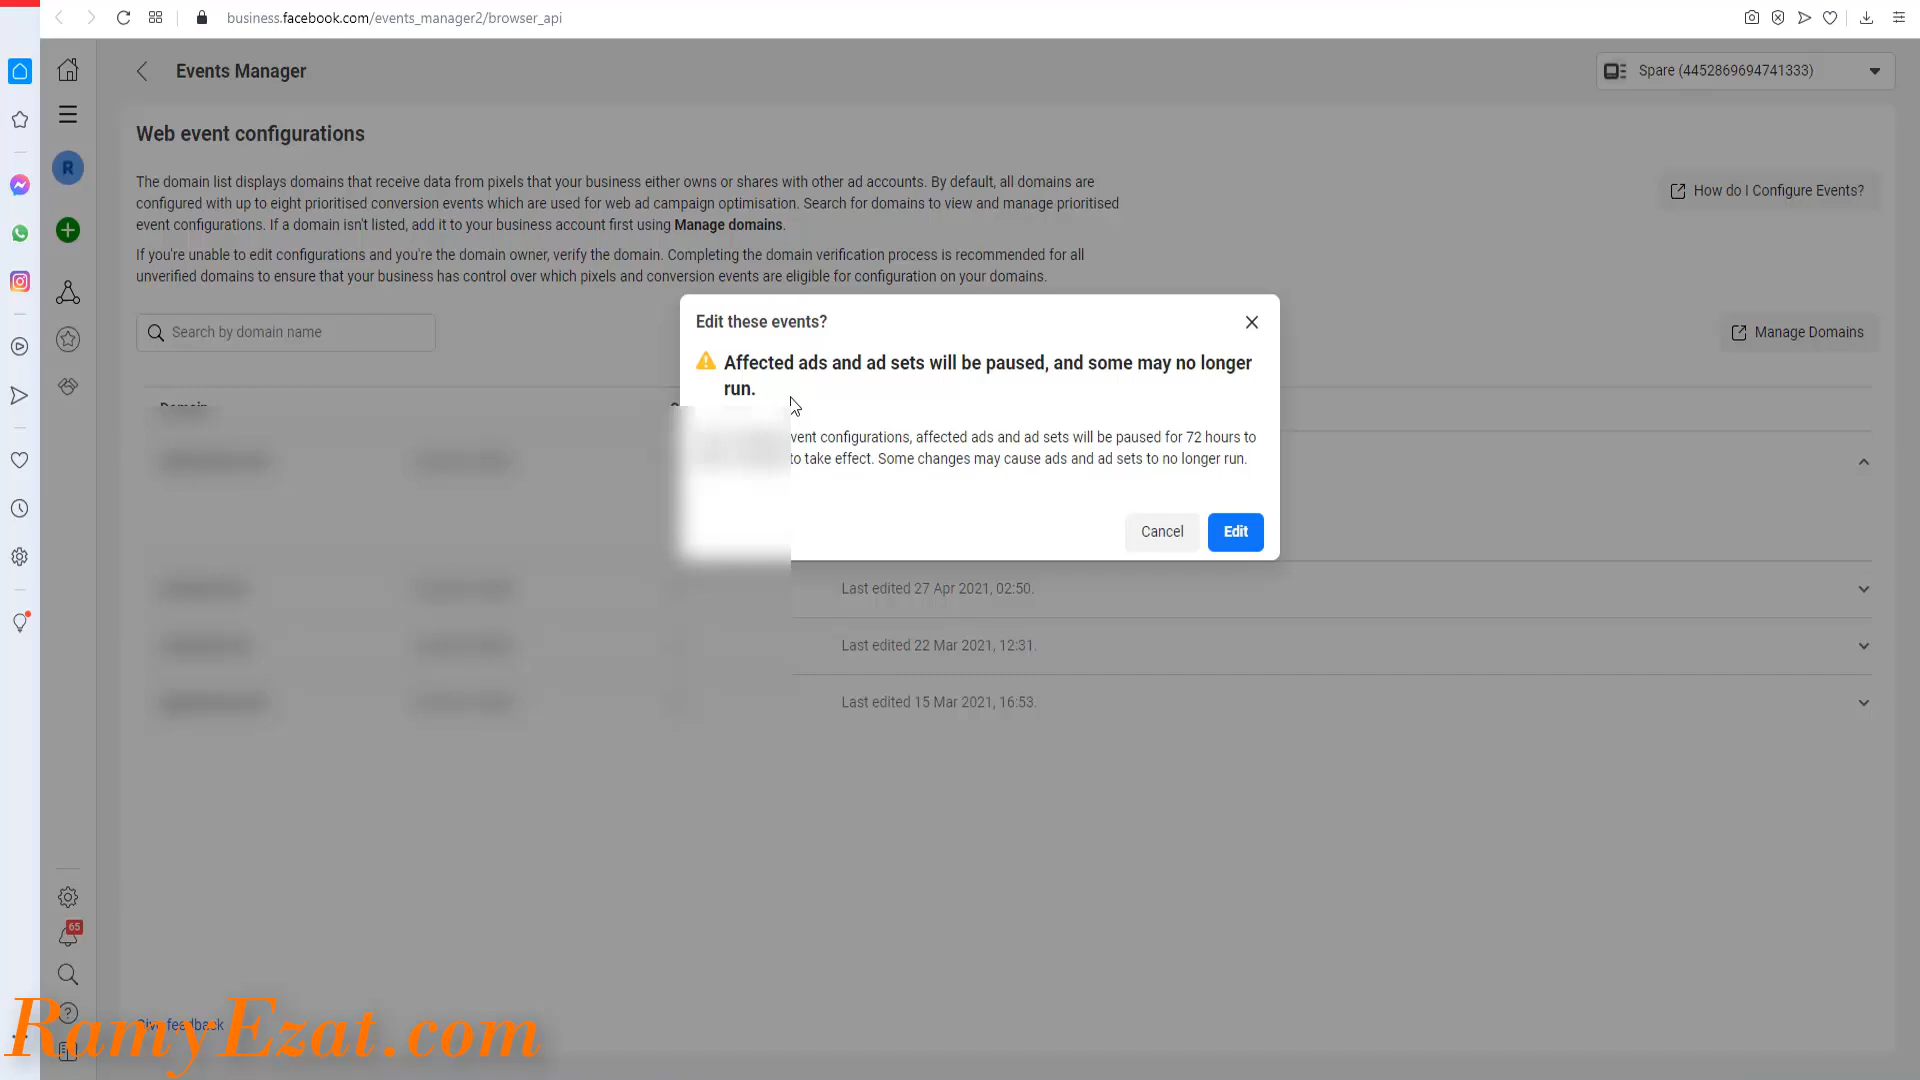 business.facebook.com/events_manager2/browser_api
Events Manager
Spare (4452869694741333)
Web event configurations
R
The domain list displays domains that receive data from pixels that your business either owns or shares with other ad accounts. By default, all domains are
configured with up to eight prioritised conversion events which are used for web ad campaign optimisation. Search for domains to view and manage prioritised
event configurations. If a domain isn't listed, add it to your business account first using Manage domains.
How do I Configure Events?
If you're unable to edit configurations and you're the domain owner, verify the domain. Completing the domain verification process is recommended for all
unverified domains to ensure that your business has control over which pixels and conversion events are eligible for configuration on your domains.
Search by domain name
Manage Domains
Edit these events?
Affected ads and ad sets will be paused, and some may no longer
run.
configurations, affected ads and ad sets will be paused for 72 hours to
to take effect. Some changes may cause ads and ad sets to no longer run.
Cancel
Edit
Last edited 27 Apr 2021, 02:50.
Last edited 22 Mar 2021, 12:31.
Last edited 15 Mar 2021, 16:53.
65
Give feedback
RamyEzat.com